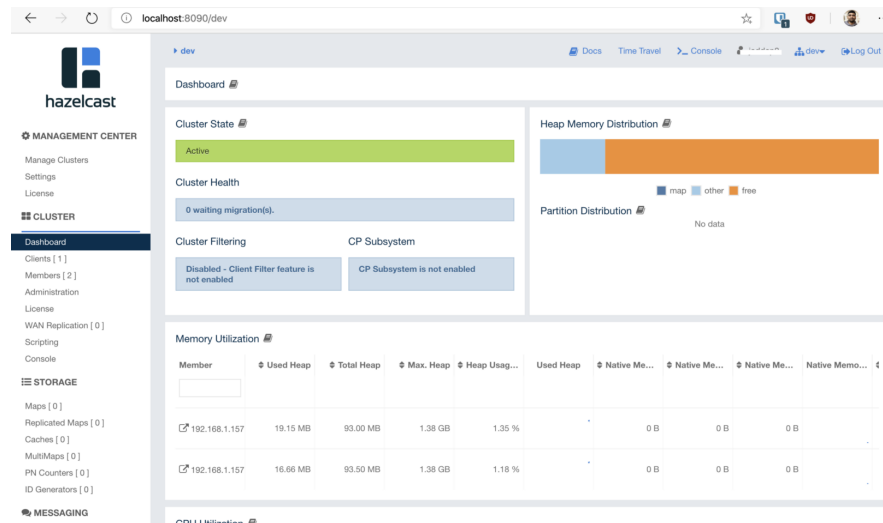 localhost:8090/dev
1
hazelcast
MANAGEMENT CENTER
Manage Clusters
Settings
License
CLUSTER
Dashboard
Clients [ 1 ]
Members [ 2 ]
Administration
License
WAN Replication [ 0 ]
Scripting
Console
STORAGE
Maps [ 0 ]
Replicated Maps [ 0 ]
Caches [ 0 ]
MultiMaps [ 0 ]
PN Counters [ 0 ]
ID Generators [ 0 ]
MESSAGING
dev
Docs Time Travel >_ Console dev Log Out
Dashboard
Cluster State
Active
Cluster Health
0 waiting migration(s).
Cluster Filtering
Disabled - Client Filter feature is
not enabled
CP Subsystem
CP Subsystem is not enabled
Heap Memory Distribution
map other free
Partition Distribution
No data
Memory Utilization
Member Used Heap Total Heap Max. Heap Heap Usag... Used Heap Native Me... Native Me... Native Me... Native Memo...
192.168.1.157 19.15 MB 93.00 MB 1.38 GB 1.35 % 0 B 0 B 0 B
192.168.1.157 16.66 MB 93.50 MB 1.38 GB 1.18 % 0 B 0 B 0 B
CPU Utilization